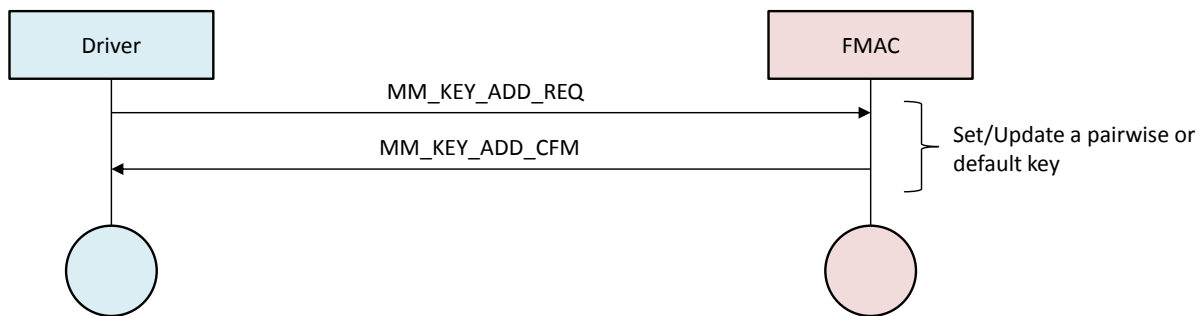 Driver
FMAC
MM_KEY_ADD_REQ
MM_KEY_ADD_CFM
Set/Update a pairwise or
default key